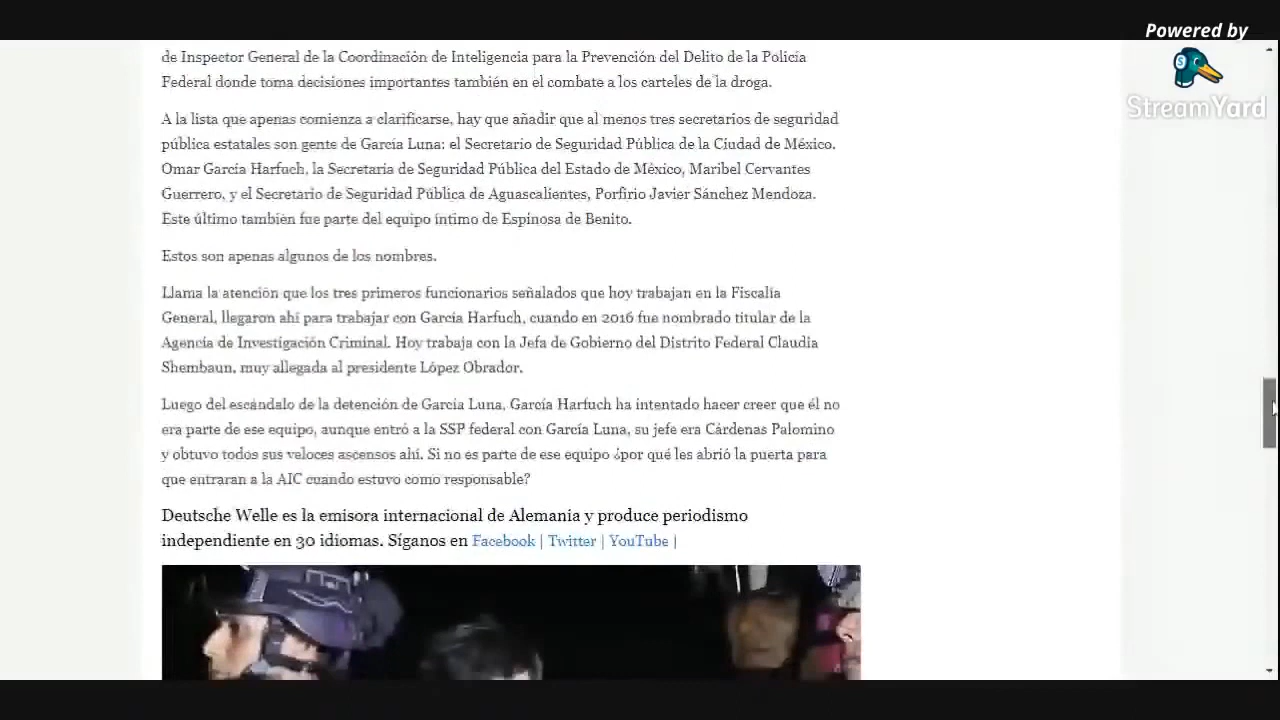 Powered by
StreamYard
de Inspector General de la Coordinación de Inteligencia para la Prevención del Delito de la Policía
Federal donde toma decisiones importantes también en el combate a los carteles de la droga.
A la lista que apenas comienza a clarificarse, hay que añadir que al menos tres secretarios de seguridad
pública estatales son gente de García Luna: el Secretario de Seguridad Pública de la Ciudad de México.
Omar García Harfuch, la Secretaria de Seguridad Pública del Estado de México, Maribel Cervantes
Guerrero, y el Secretario de Seguridad Pública de Aguascalientes, Porfirio Javier Sánchez Mendoza.
Este último también fue parte del equipo íntimo de Espinosa de Benito.
Estos son apenas algunos de los nombres.
Llama la atención que los tres primeros funcionarios señalados que hoy trabajan en la Fiscalía
General, llegaron ahí para trabajar con García Harfuch, cuando en 2016 fue nombrado titular de la
Agencia de Investigación Criminal. Hoy trabaja con la Jefa de Gobierno del Distrito Federal Claudia
Shembaun, muy allegada al presidente López Obrador.
Luego del escándalo de la detención de García Luna, García Harfuch ha intentado hacer creer que él no
era parte de ese equipo, aunque entró a la SSP federal con García Luna, su jefe era Cárdenas Palomino
y obtuvo todos sus veloces ascensos ahí. Si no es parte de ese equipo ¿por qué les abrió la puerta para
que entraran a la AIC cuando estuvo como responsable?
Deutsche Welle es la emisora internacional de Alemania y produce periodismo
independiente en 30 idiomas. Síganos en Facebook | Twitter | YouTube |